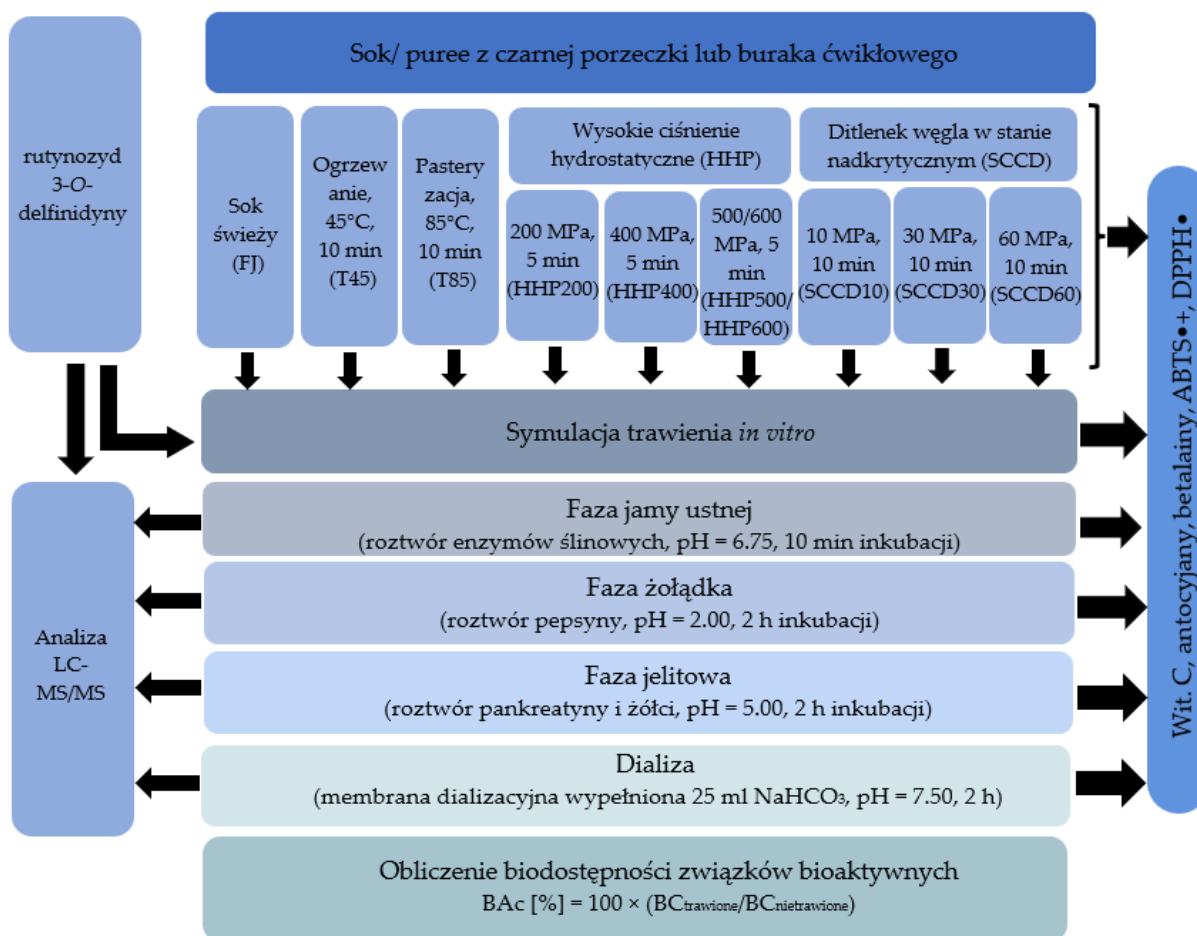 Sok/ puree z czarnej porzeczki lub buraka ćwikłowego
rutynozyd
3-O-
delfinidyny
Sok
świeży
(FJ)
Ogrzew
anie,
45°C,
10 min
(T45)
Pastery
zacja,
85°C,
10 min
(T85)
Wysokie ciśnienie
hydrostatyczne (HHP)
200 MPa,
5 min
(HHP200)
400 MPa,
5 min
(HHP400)
500/600
MPa, 5
min
(HHP500/
HHP600)
Ditlenek węgla w stanie
nadkrytycznym (SCCD)
10 MPa,
10 min
(SCCD10)
30 MPa,
10 min
(SCCD30)
60 MPa,
10 min
(SCCD60)
Symulacja trawienia in vitro
Faza jamy ustnej
(roztwór enzymów ślinowych, pH = 6.75, 10 min inkubacji)
Faza żołądka
(roztwór pepsyny, pH = 2.00, 2 h inkubacji)
Faza jelitowa
(roztwór pankreatyny i żółci, pH = 5.00, 2 h inkubacji)
Dializa
(membrana dializacyjna wypełniona 25 ml NaHCO₃, pH = 7.50, 2 h)
Obliczenie biodostępności związków bioaktywnych
BAc [%] = 100 × (BCtrawione/BCnietrawione)
Analiza
LC-
MS/MS
Wit. C, antocyjany, betalainy, ABTS•+, DPPH•